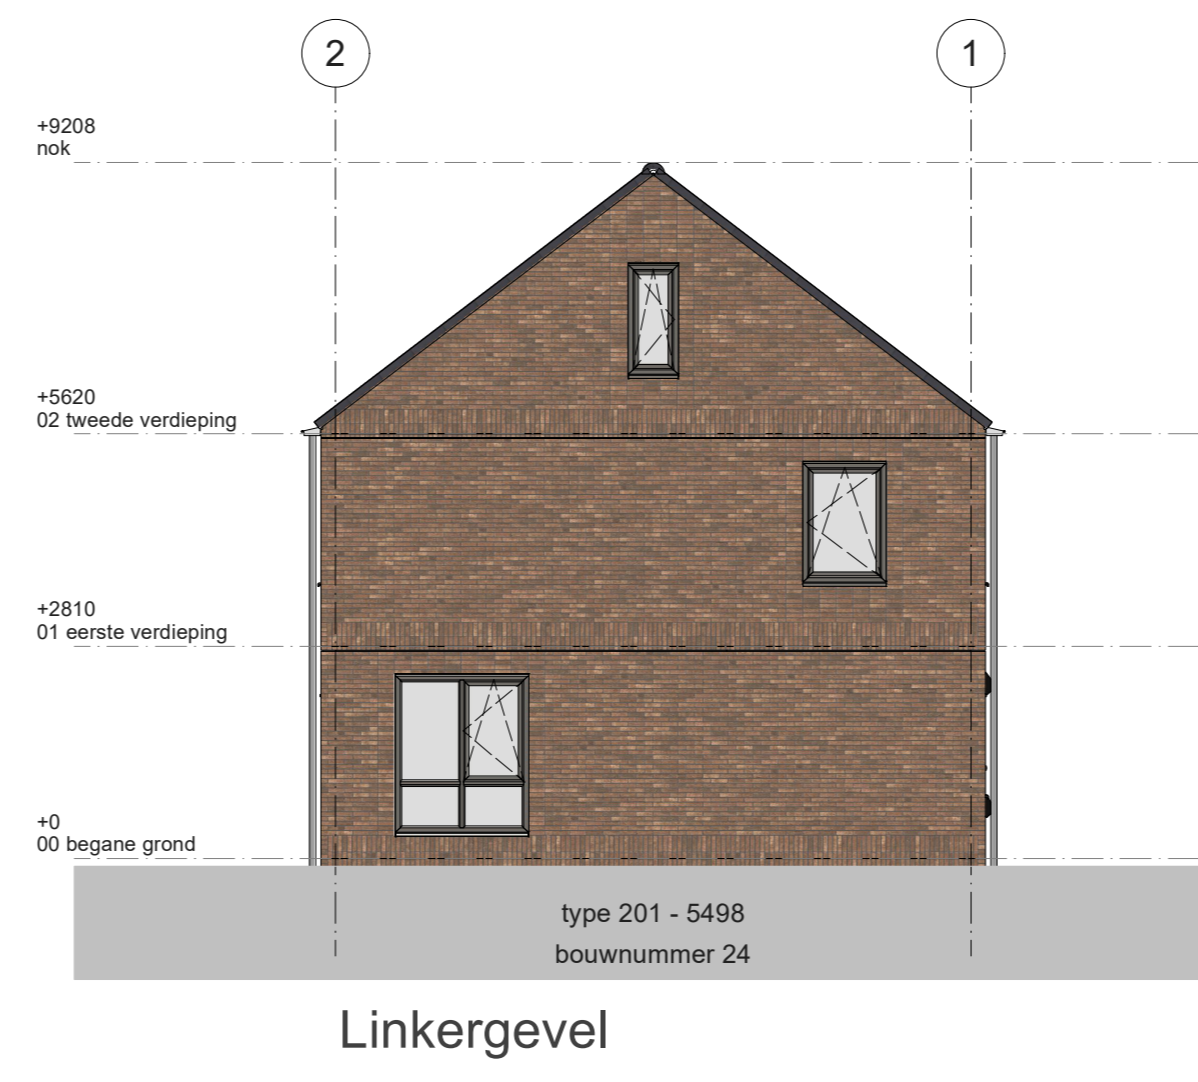 2
1
+9208
nok
+5620
02 tweede verdieping
+2810
01 eerste verdieping
+0
00 begane grond
type 201 - 5498
bouwnummer 24
Linkergevel